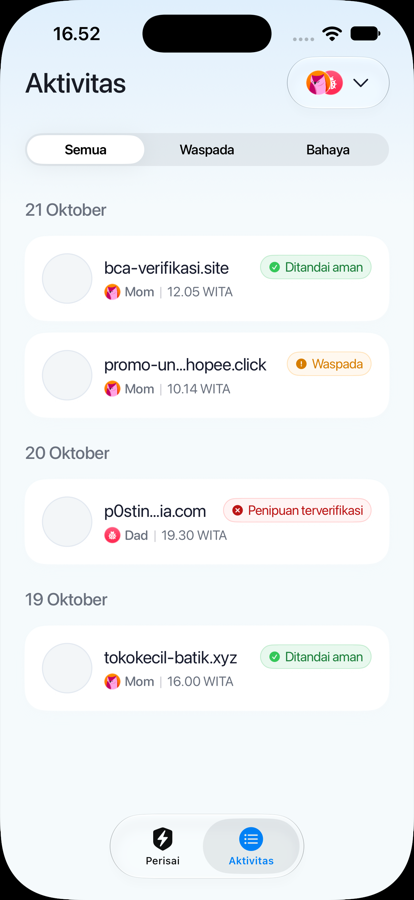 16.52
Aktivitas
Semua Waspada Bahaya
21 Oktober
bca-verifikasi.site Ditandai aman
Mom | 12.05 WITA
promo-un...hopee.click Waspada
Mom | 10.14 WITA
20 Oktober
p0stin...ia.com Penipuan terverifikasi
Dad | 19.30 WITA
19 Oktober
tokokecil-batik.xyz Ditandai aman
Mom | 16.00 WITA
Perisai Aktivitas